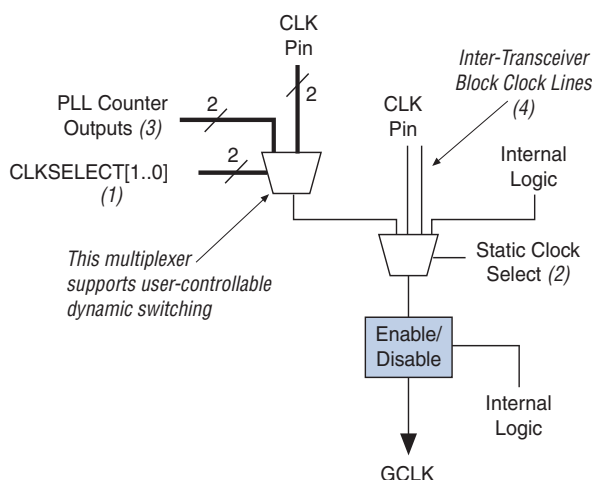 CLK
Pin
Inter-Transceiver
Block Clock Lines
(4)
2
PLL Counter
Outputs (3)
2
CLK
Pin
Internal
Logic
CLKSELECT[1..0]
(1)
2
This multiplexer
supports user-controllable
dynamic switching
Static Clock
Select (2)
Enable/
Disable
Internal
Logic
GCLK